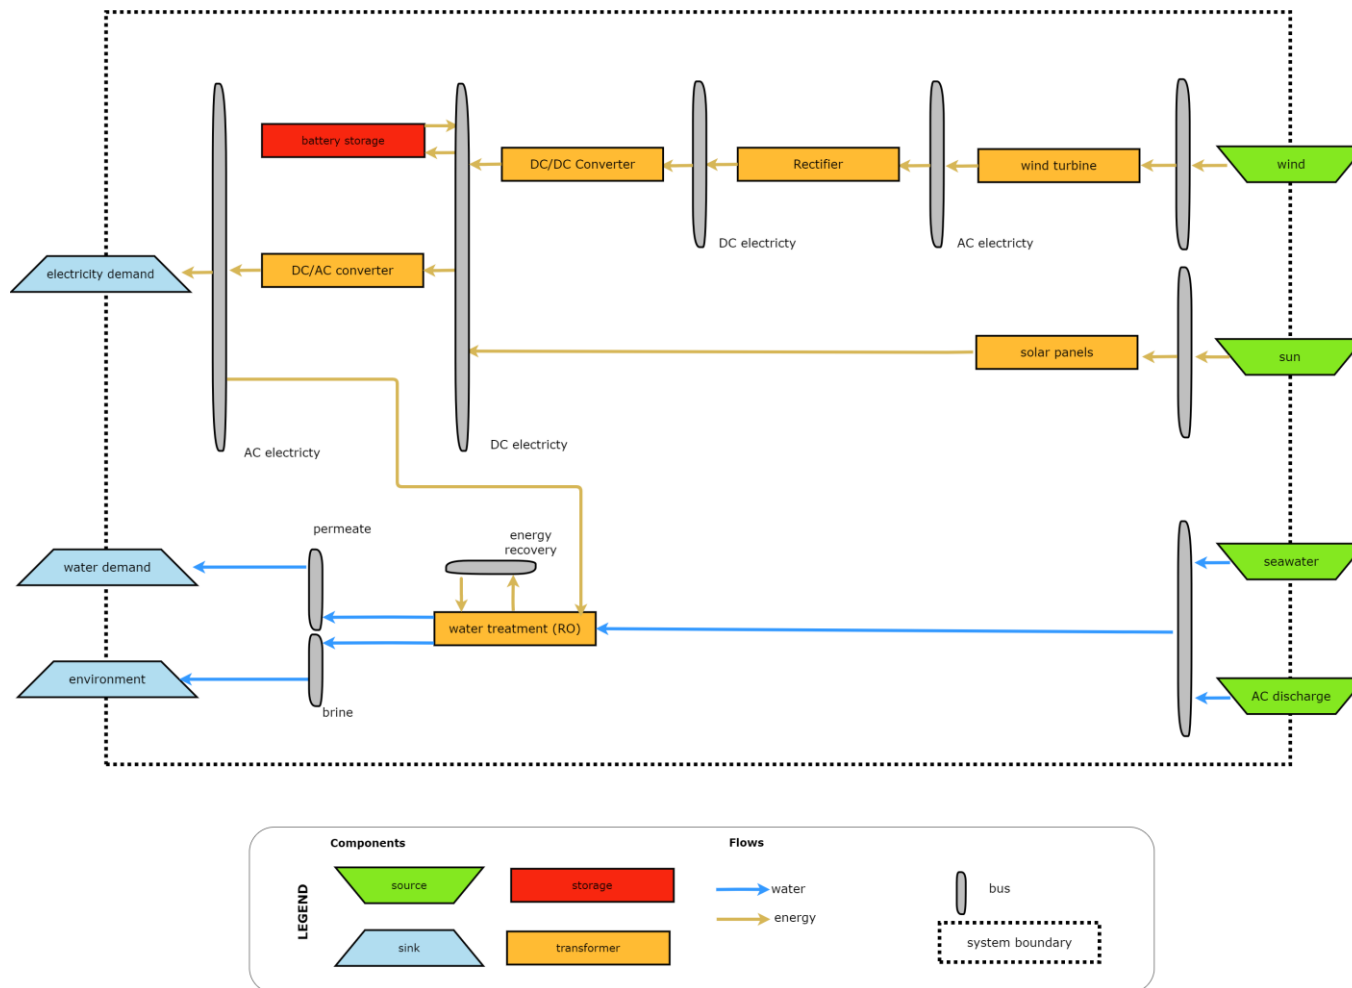 battery storage
DC/DC Converter
Rectifier
wind turbine
wind
DC electricty
AC electricty
electricity demand
DC/AC converter
solar panels
sun
AC electricty
DC electricty
permeate
energy
recovery
water demand
seawater
water treatment (RO)
environment
AC discharge
brine
Components
Flows
LEGEND
source
storage
water
bus
energy
sink
transformer
system boundary